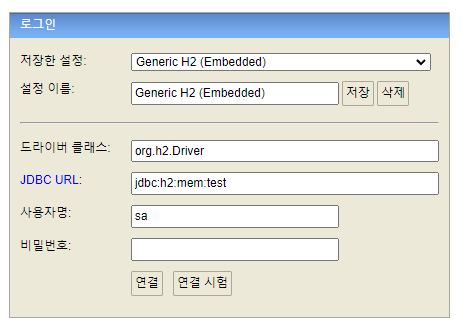 로그인
저장한 설정: Generic H2 (Embedded)
설정 이름: Generic H2 (Embedded) 저장 삭제
드라이버 클래스: org.h2.Driver
JDBC URL: jdbc:h2:mem:test
사용자명: sa
비밀번호:
연결 연결 시험